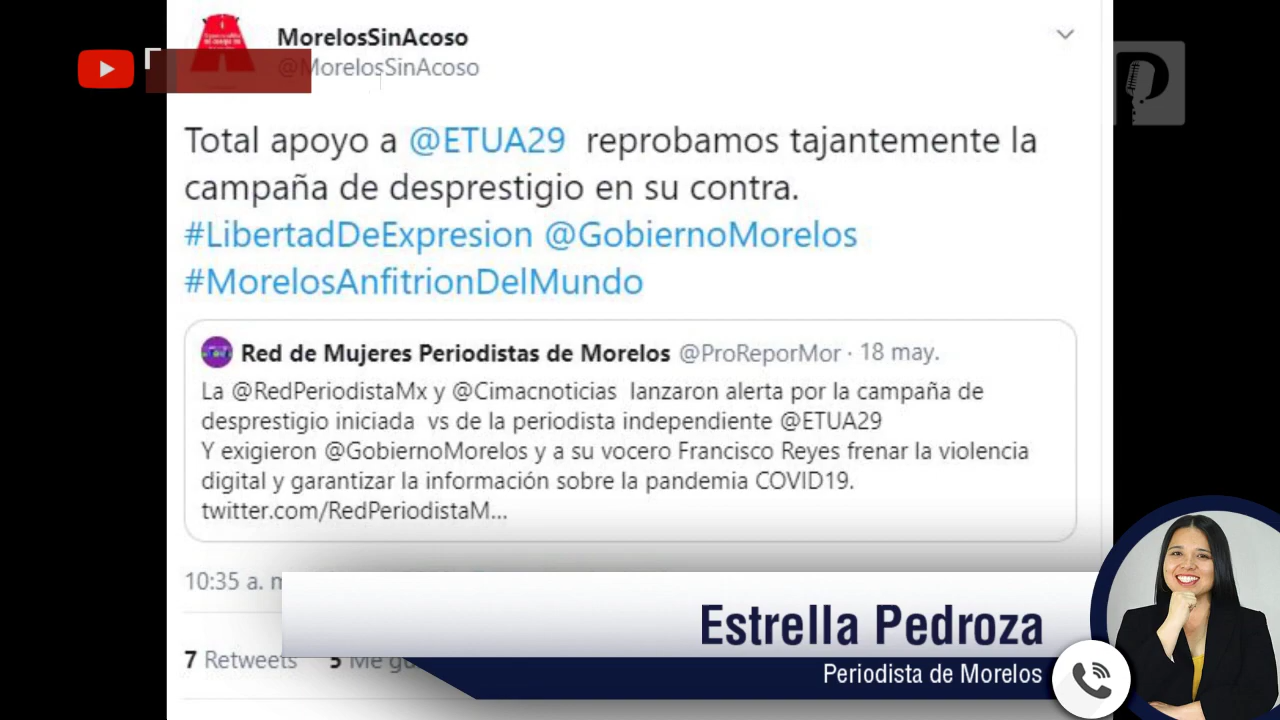 MorelosSinAcoso
@MorelosSinAcoso
Total apoyo a @ETUA29 reprobamos tajantemente la
campaña de desprestigio en su contra.
#LibertadDeExpresion @GobiernoMorelos
#MorelosAnfitrionDelMundo
Red de Mujeres Periodistas de Morelos @ProReporMor · 18 may.
La @RedPeriodistaMx y @Cimacnoticias lanzaron alerta por la campaña de
desprestigio iniciada vs de la periodista independiente @ETUA29
Y exigieron @GobiernoMorelos y a su vocero Francisco Reyes frenar la violencia
digital y garantizar la información sobre la pandemia COVID19.
twitter.com/RedPeriodistaM...
10:35 a.
Estrella Pedroza
7 Retweets 5 Me
Periodista de Morelos